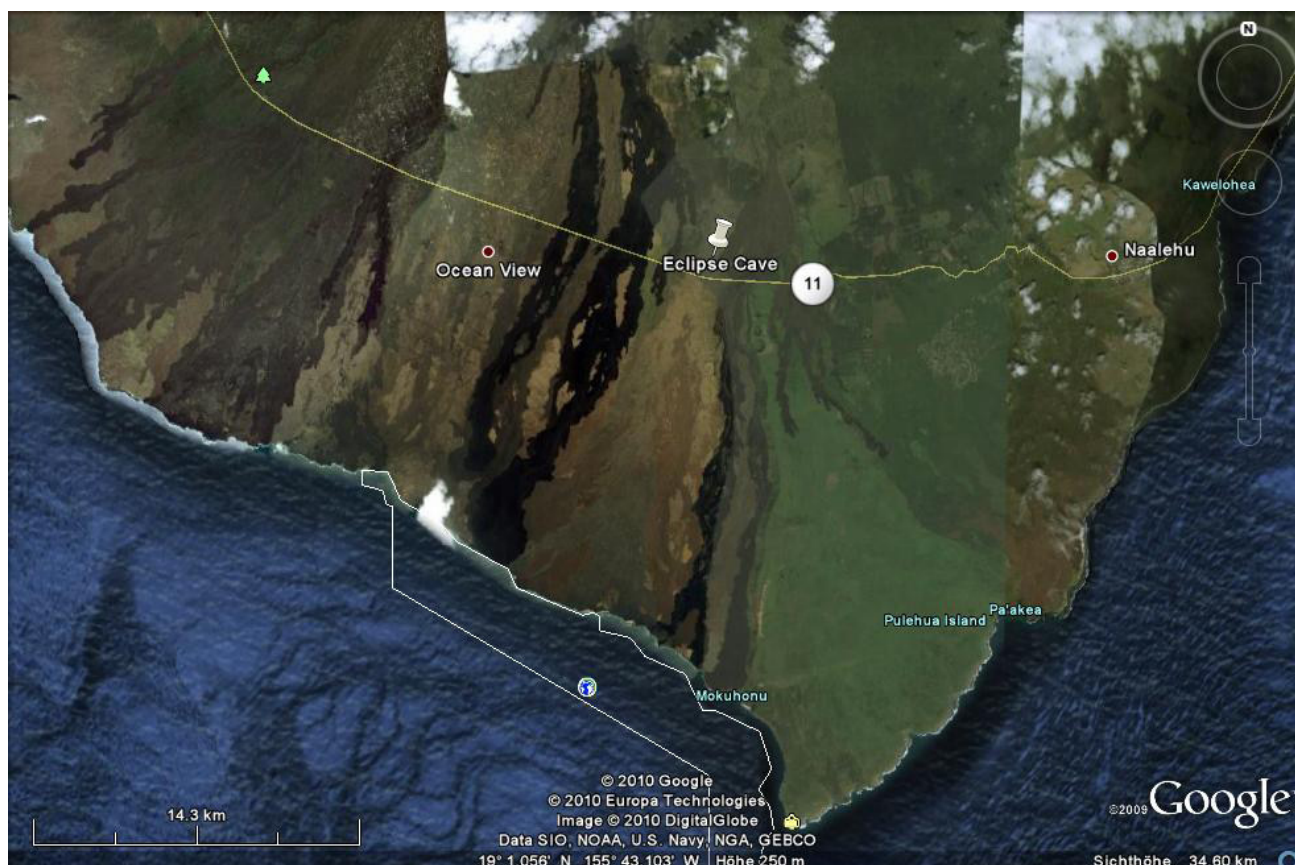 N
Kawelohea
Naalehu
Ocean View
Eclipse Cave
11
Pa'akea
Pulehua Island
Mokuhonu
© 2010 Google
© 2010 Europa Technologies
Image © 2010 DigitalGlobe
Data SIO, NOAA, U.S. Navy, NGA, GEBCO
14.3 km
©2009 Google
19° 1.056' N 155° 43.103' W Höhe 250 m
Sichthöhe 34.60 km